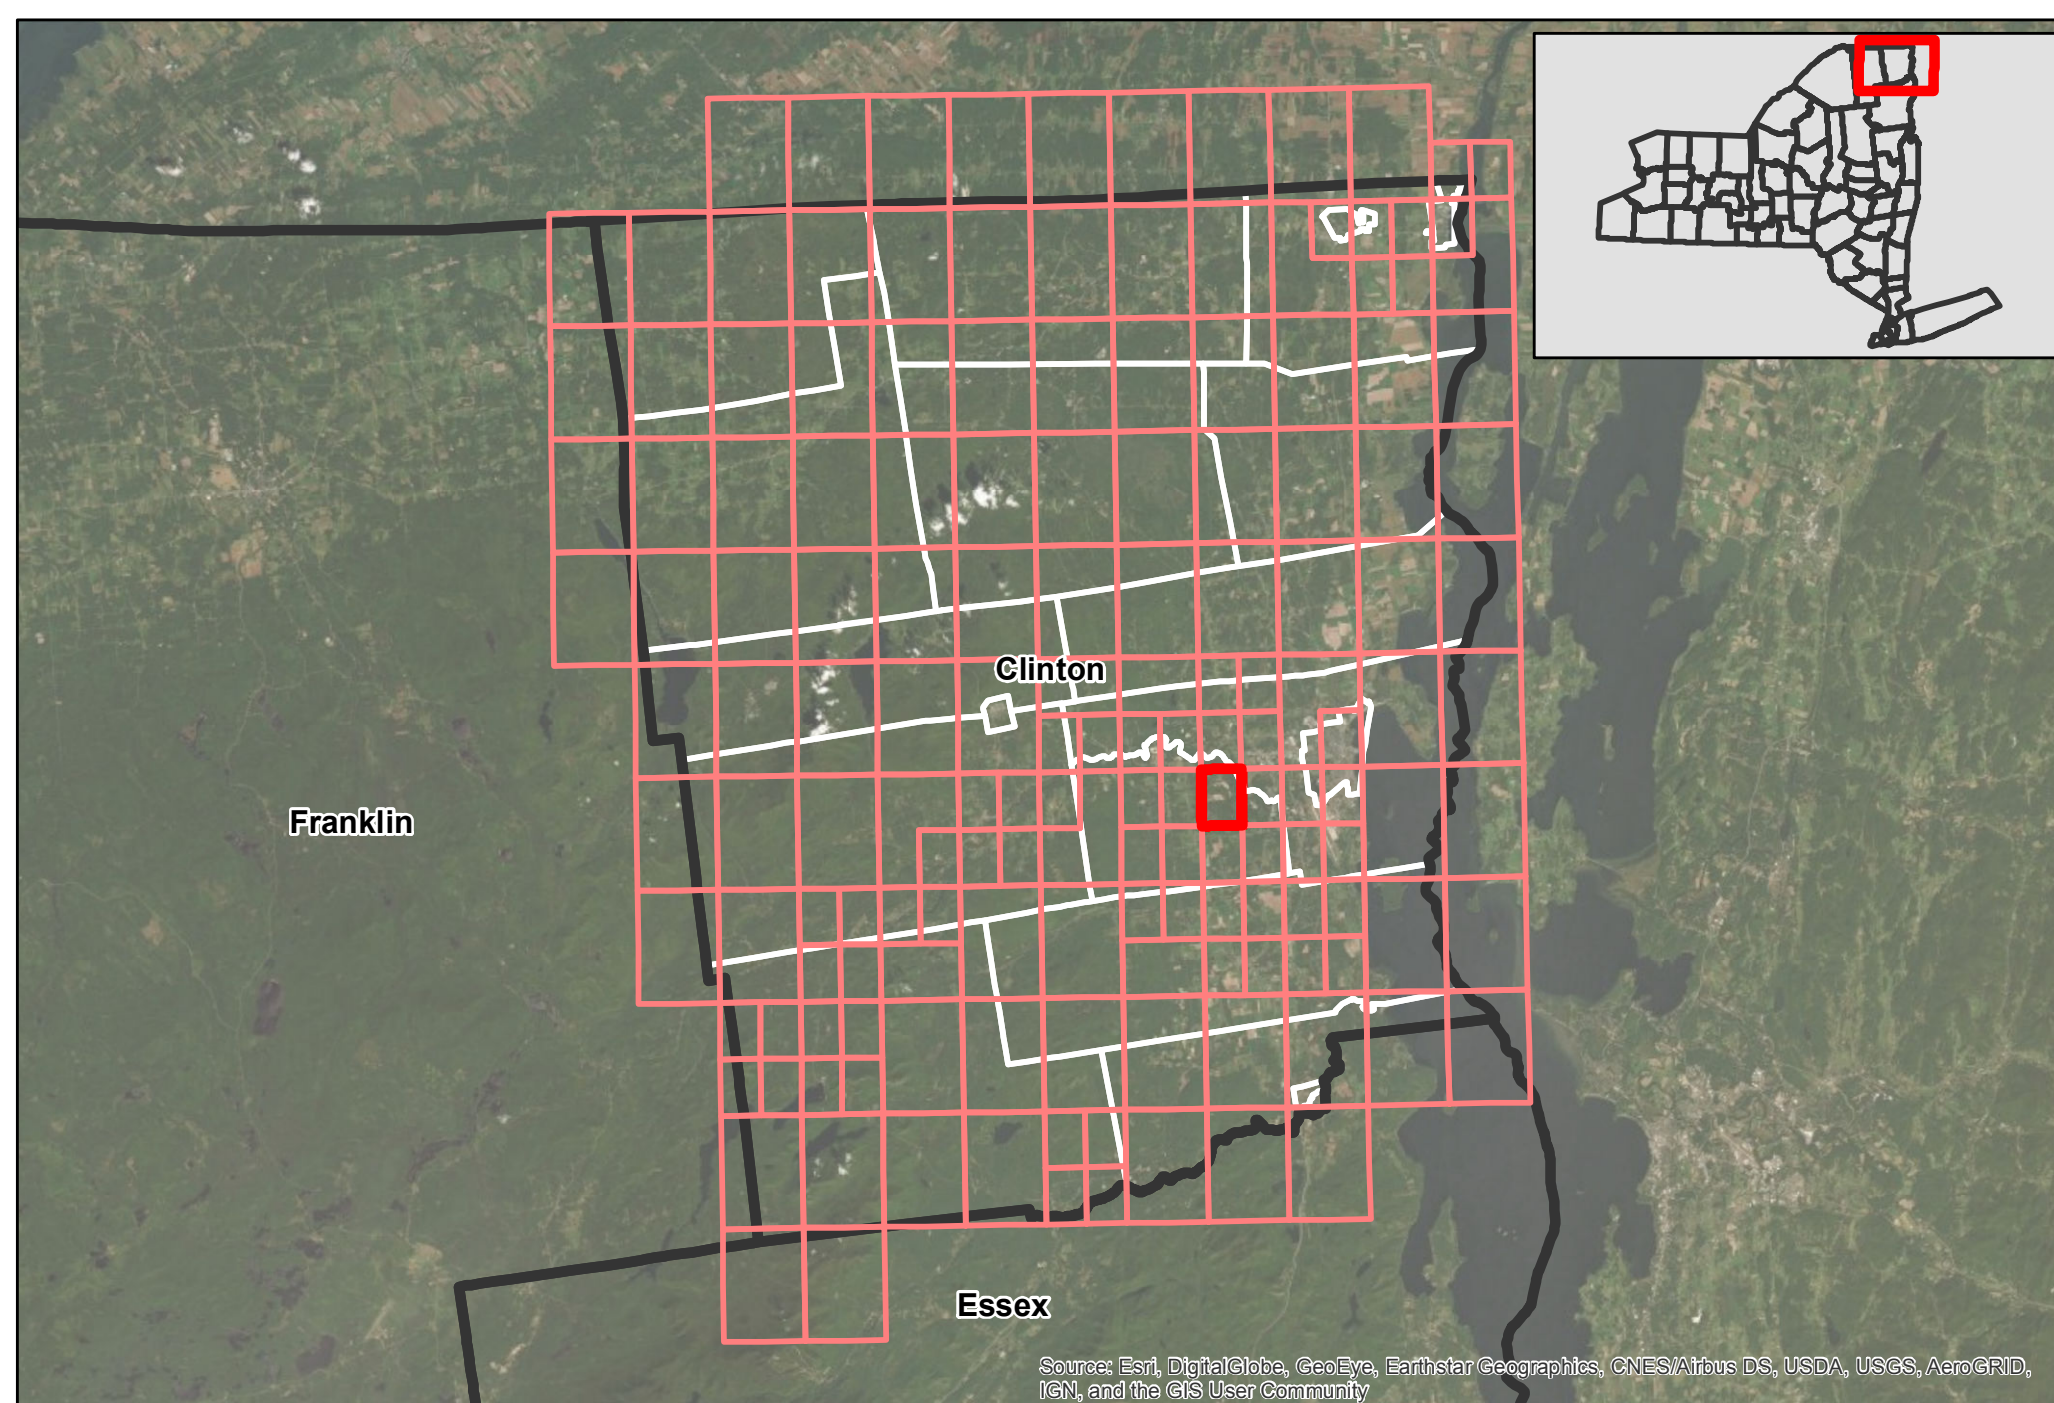 Clinton
Franklin
Essex
Source: Esri, DigitalGlobe, GeoEye, Earthstar Geographics, CNES/Airbus DS, USDA, USGS, AeroGRID,
IGN, and the GIS User Community